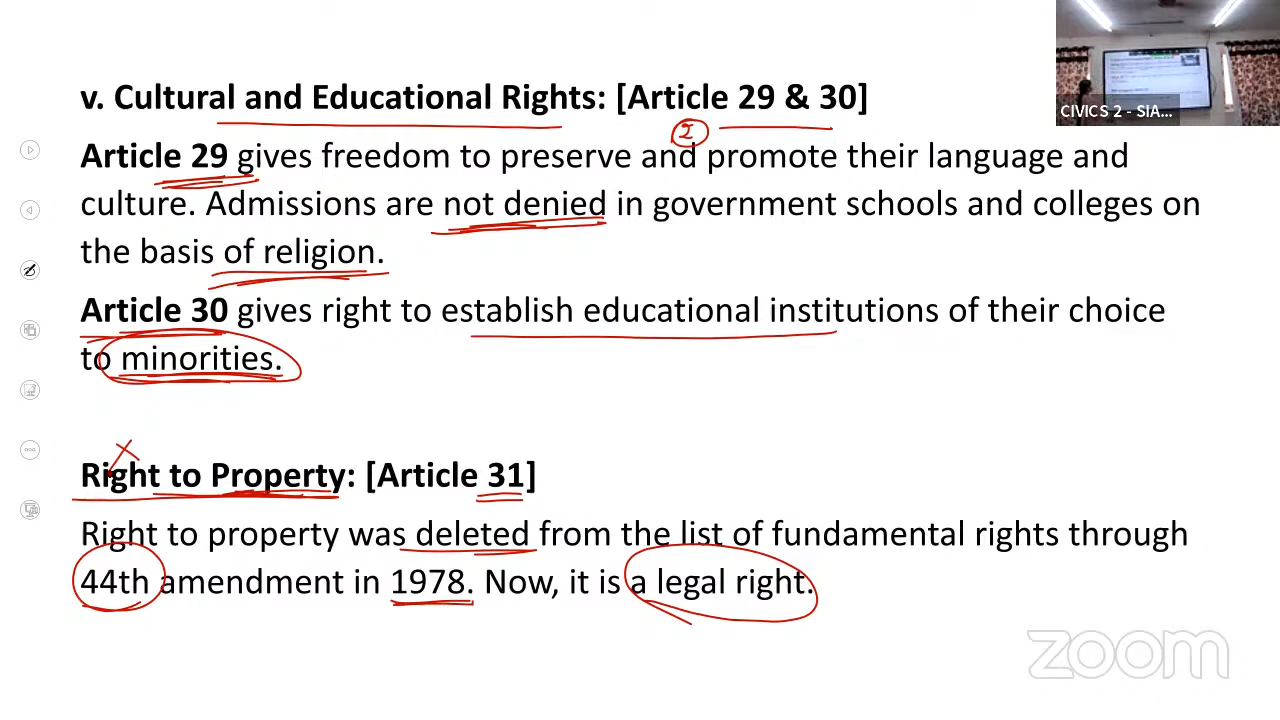 CIVICS 2 - SIA...
v. Cultural and Educational Rights: [Article 29 & 30]
2
Article 29 gives freedom to preserve and promote their language and
culture. Admissions are not denied in government schools and colleges on
the basis of religion.
Article 30 gives right to establish educational institutions of their choice
to minorities.
Right to Property: [Article 31]
Right to property was deleted from the list of fundamental rights through
44th amendment in 1978. Now, it is a legal right.
zoom